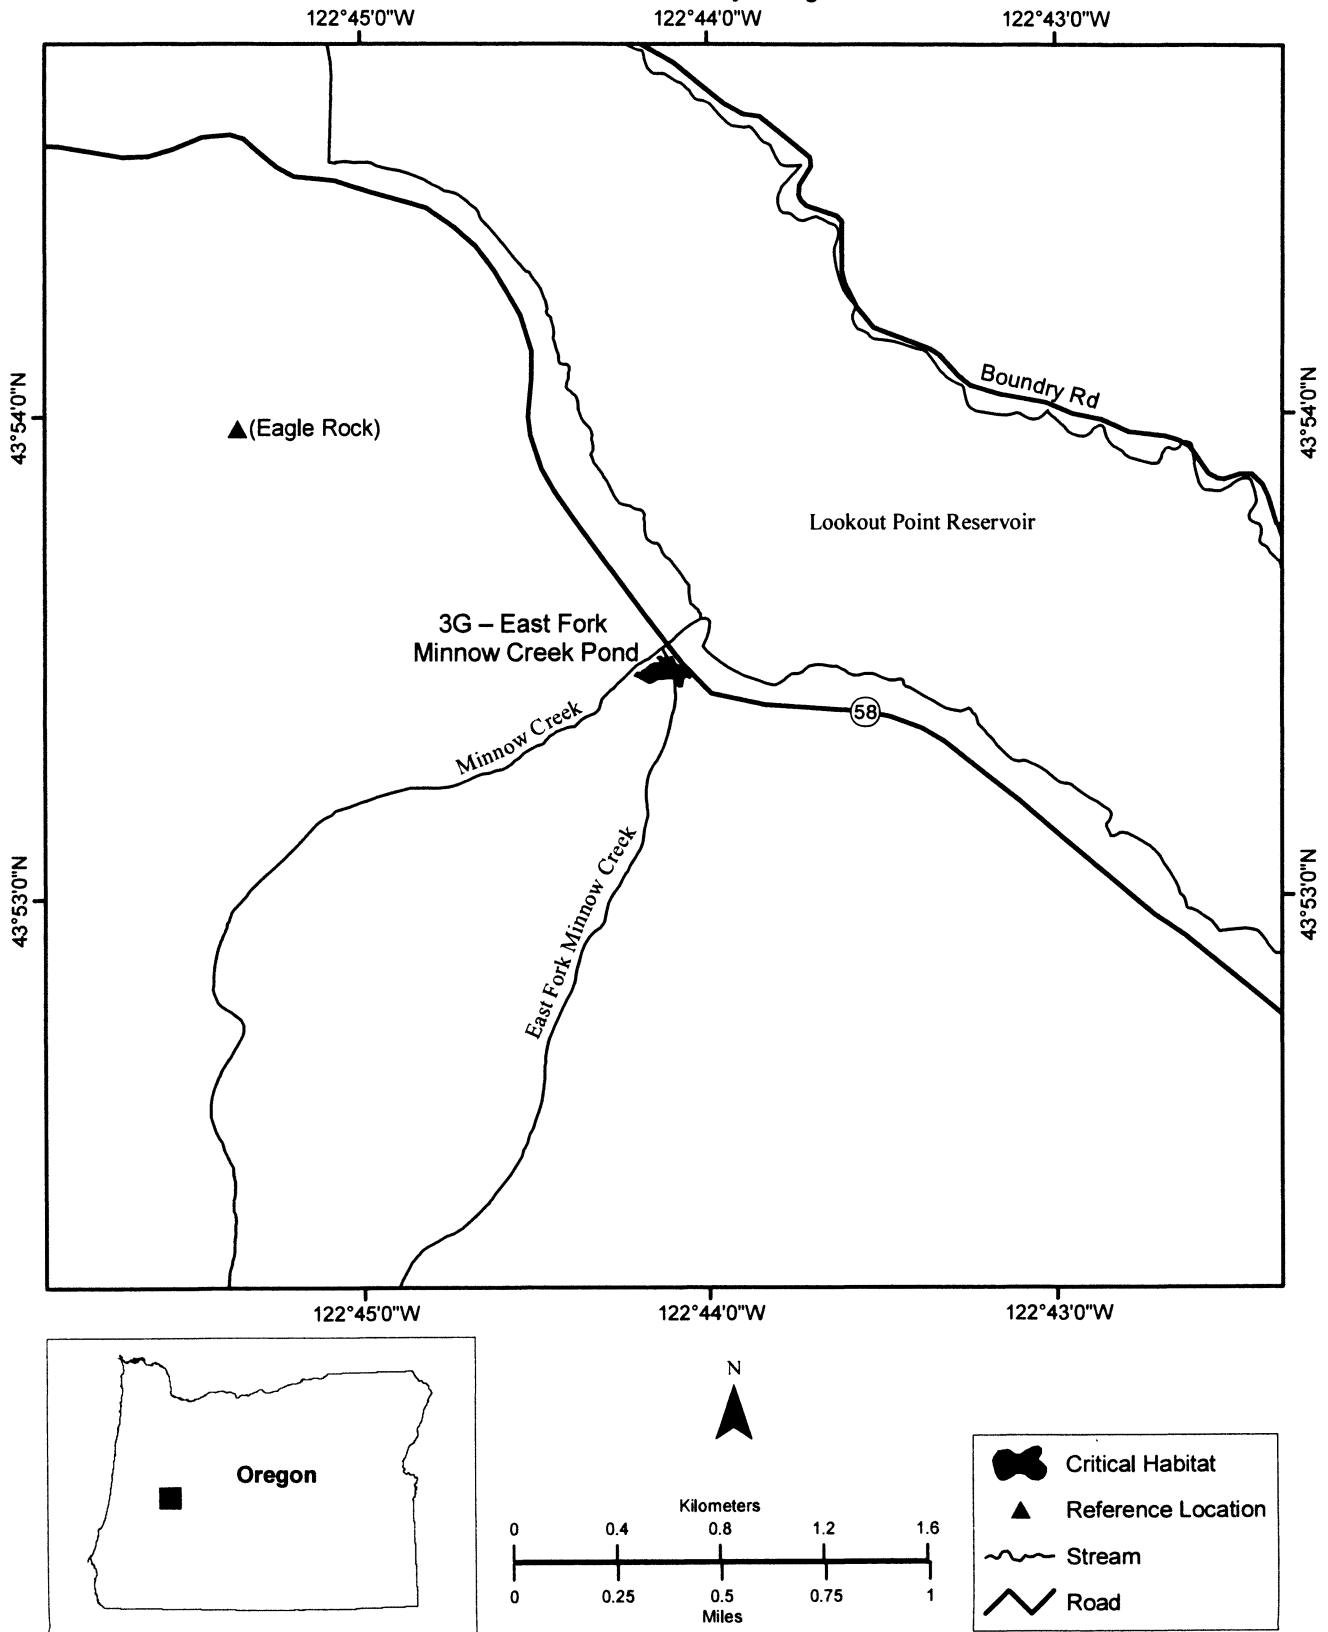 122°45'0"W 122°44'0"W 122°43'0"W
43°54'0"N
43°54'0"N
Boundry Rd
(Eagle Rock)
Lookout Point Reservoir
3G – East Fork
Minnow Creek Pond
58
Minnow Creek
East Fork Minnow Creek
43°53'0"N
43°53'0"N
122°45'0"W 122°44'0"W 122°43'0"W
Oregon
N
Kilometers
0 0.4 0.8 1.2 1.6
0 0.25 0.5 0.75 1
Miles
Critical Habitat
Reference Location
Stream
Road